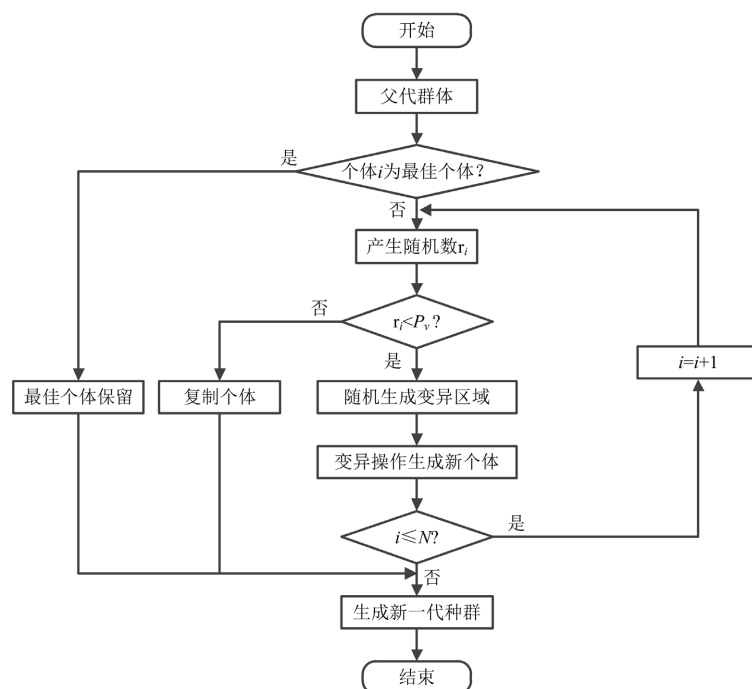 开始
父代群体
个体i为最佳个体?
是
否
产生随机数ri
ri<Pv?
否
是
i=i+1
最佳个体保留
复制个体
随机生成变异区域
变异操作生成新个体
i≤N?
是
否
生成新一代种群
结束